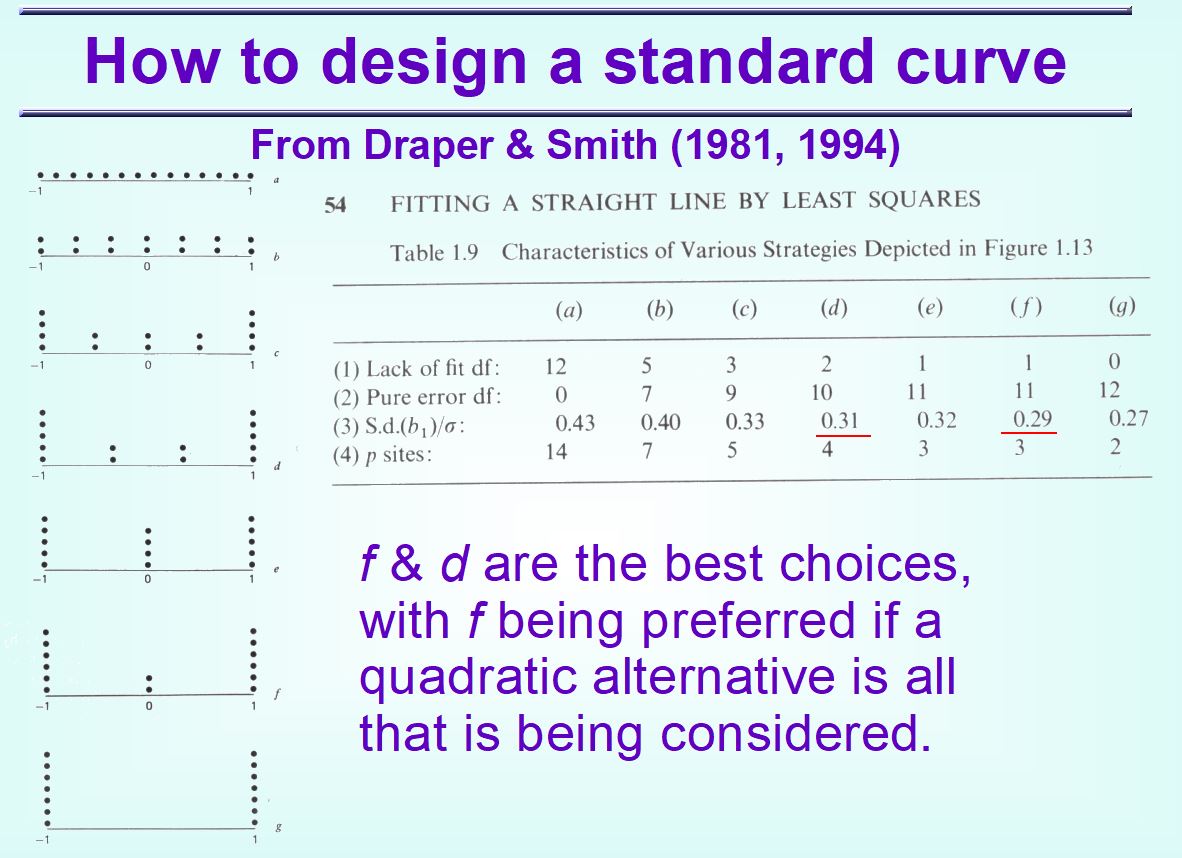 How to design a standard curve
From Draper & Smith (1981, 1994)
-1 1 a
-1 0 1 b
-1 0 1 c
-1 1 d
-1 0 1 e
-1 0 1 f
-1 1 g
54 FITTING A STRAIGHT LINE BY LEAST SQUARES
Table 1.9 Characteristics of Various Strategies Depicted in Figure 1.13
(a) (b) (c) (d) (e) (f) (g)
(1) Lack of fit df: 12 5 3 2 1 1 0
(2) Pure error df: 0 7 9 10 11 11 12
(3) S.d.(b₁)/σ: 0.43 0.40 0.33 0.31 0.32 0.29 0.27
(4) p sites: 14 7 5 4 3 3 2
f & d are the best choices,
with f being preferred if a
quadratic alternative is all
that is being considered.